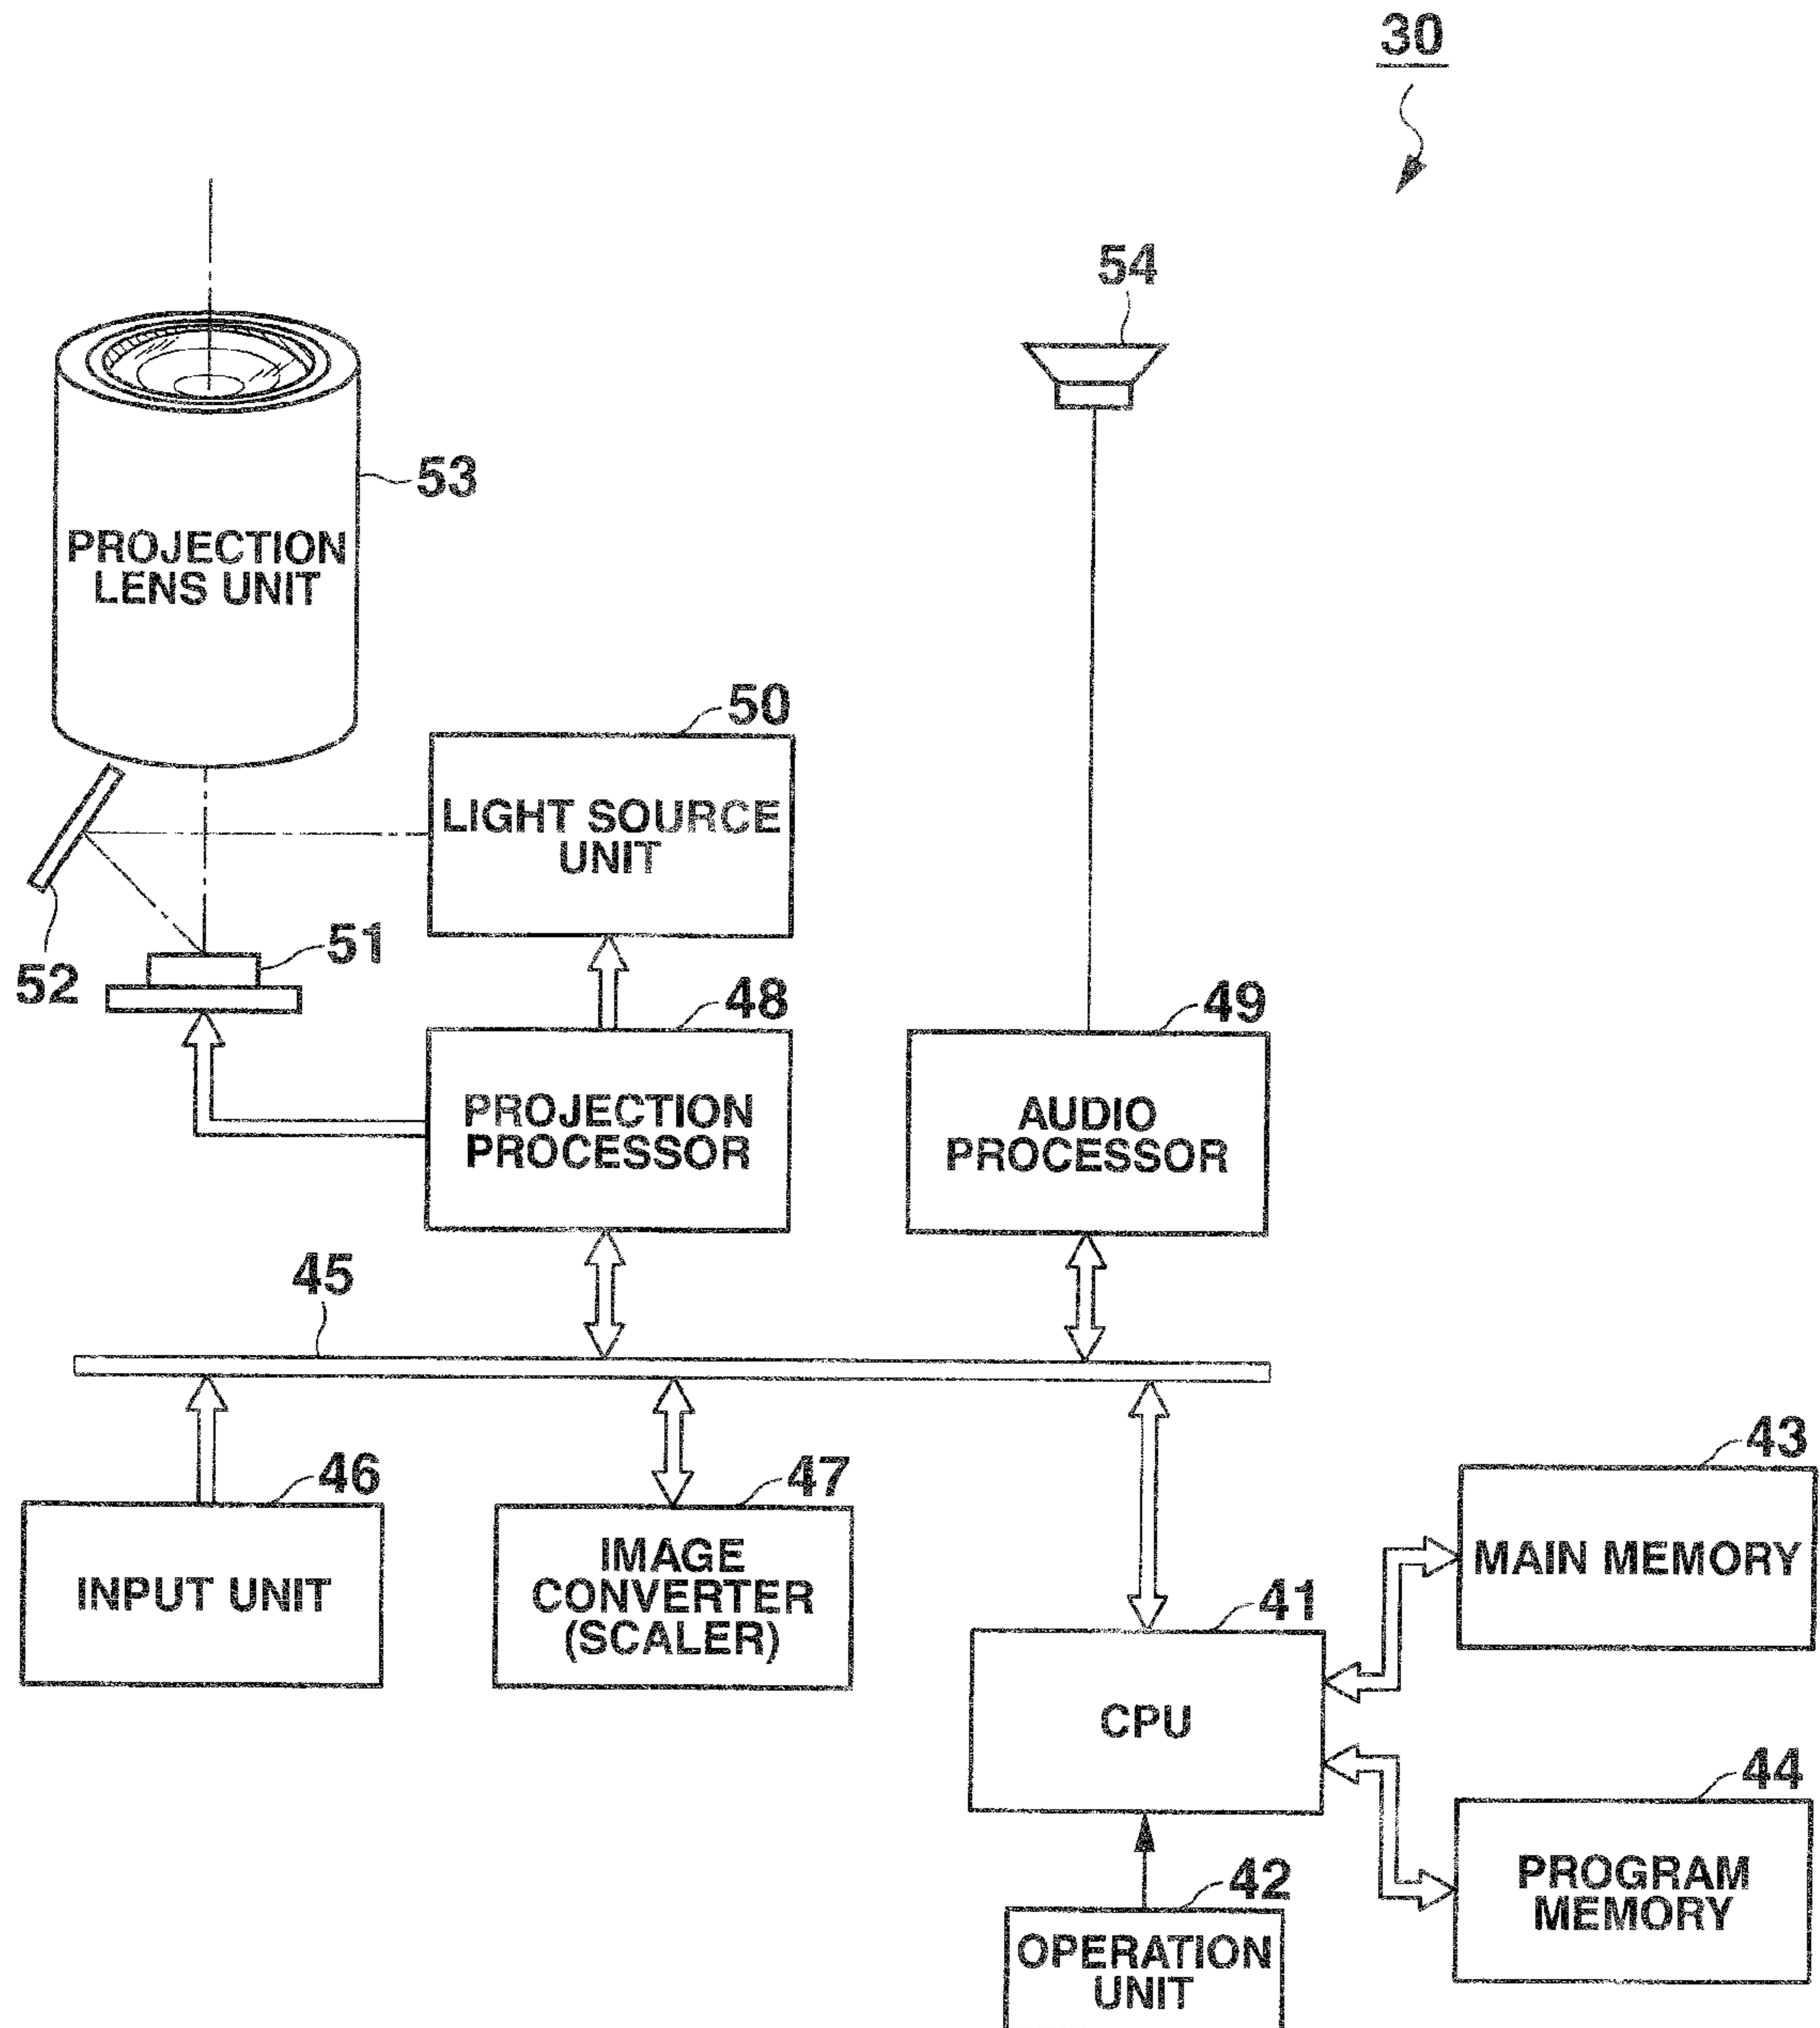 30
54
53
PROJECTION
LENS UNIT
50
LIGHT SOURCE
UNIT
51
52
48
49
PROJECTION
PROCESSOR
AUDIO
PROCESSOR
45
46
47
43
INPUT UNIT
IMAGE
CONVERTER
(SCALER)
MAIN MEMORY
41
CPU
44
42
PROGRAM
MEMORY
OPERATION
UNIT